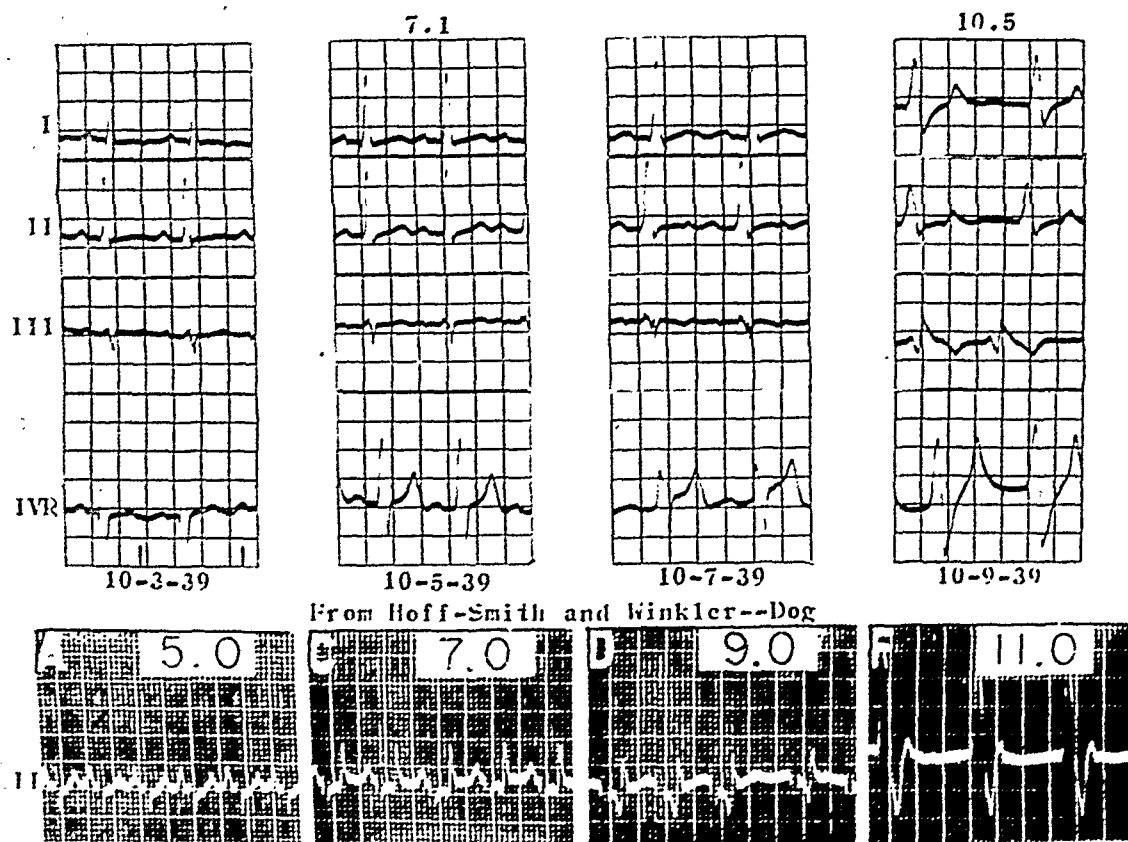 7.1 10.5
I
II
III
IVR
10-3-39 10-5-39 10-7-39 10-9-39
From Hoff-Smith and Winkler--Dog
5.0 7.0 9.0 11.0
II